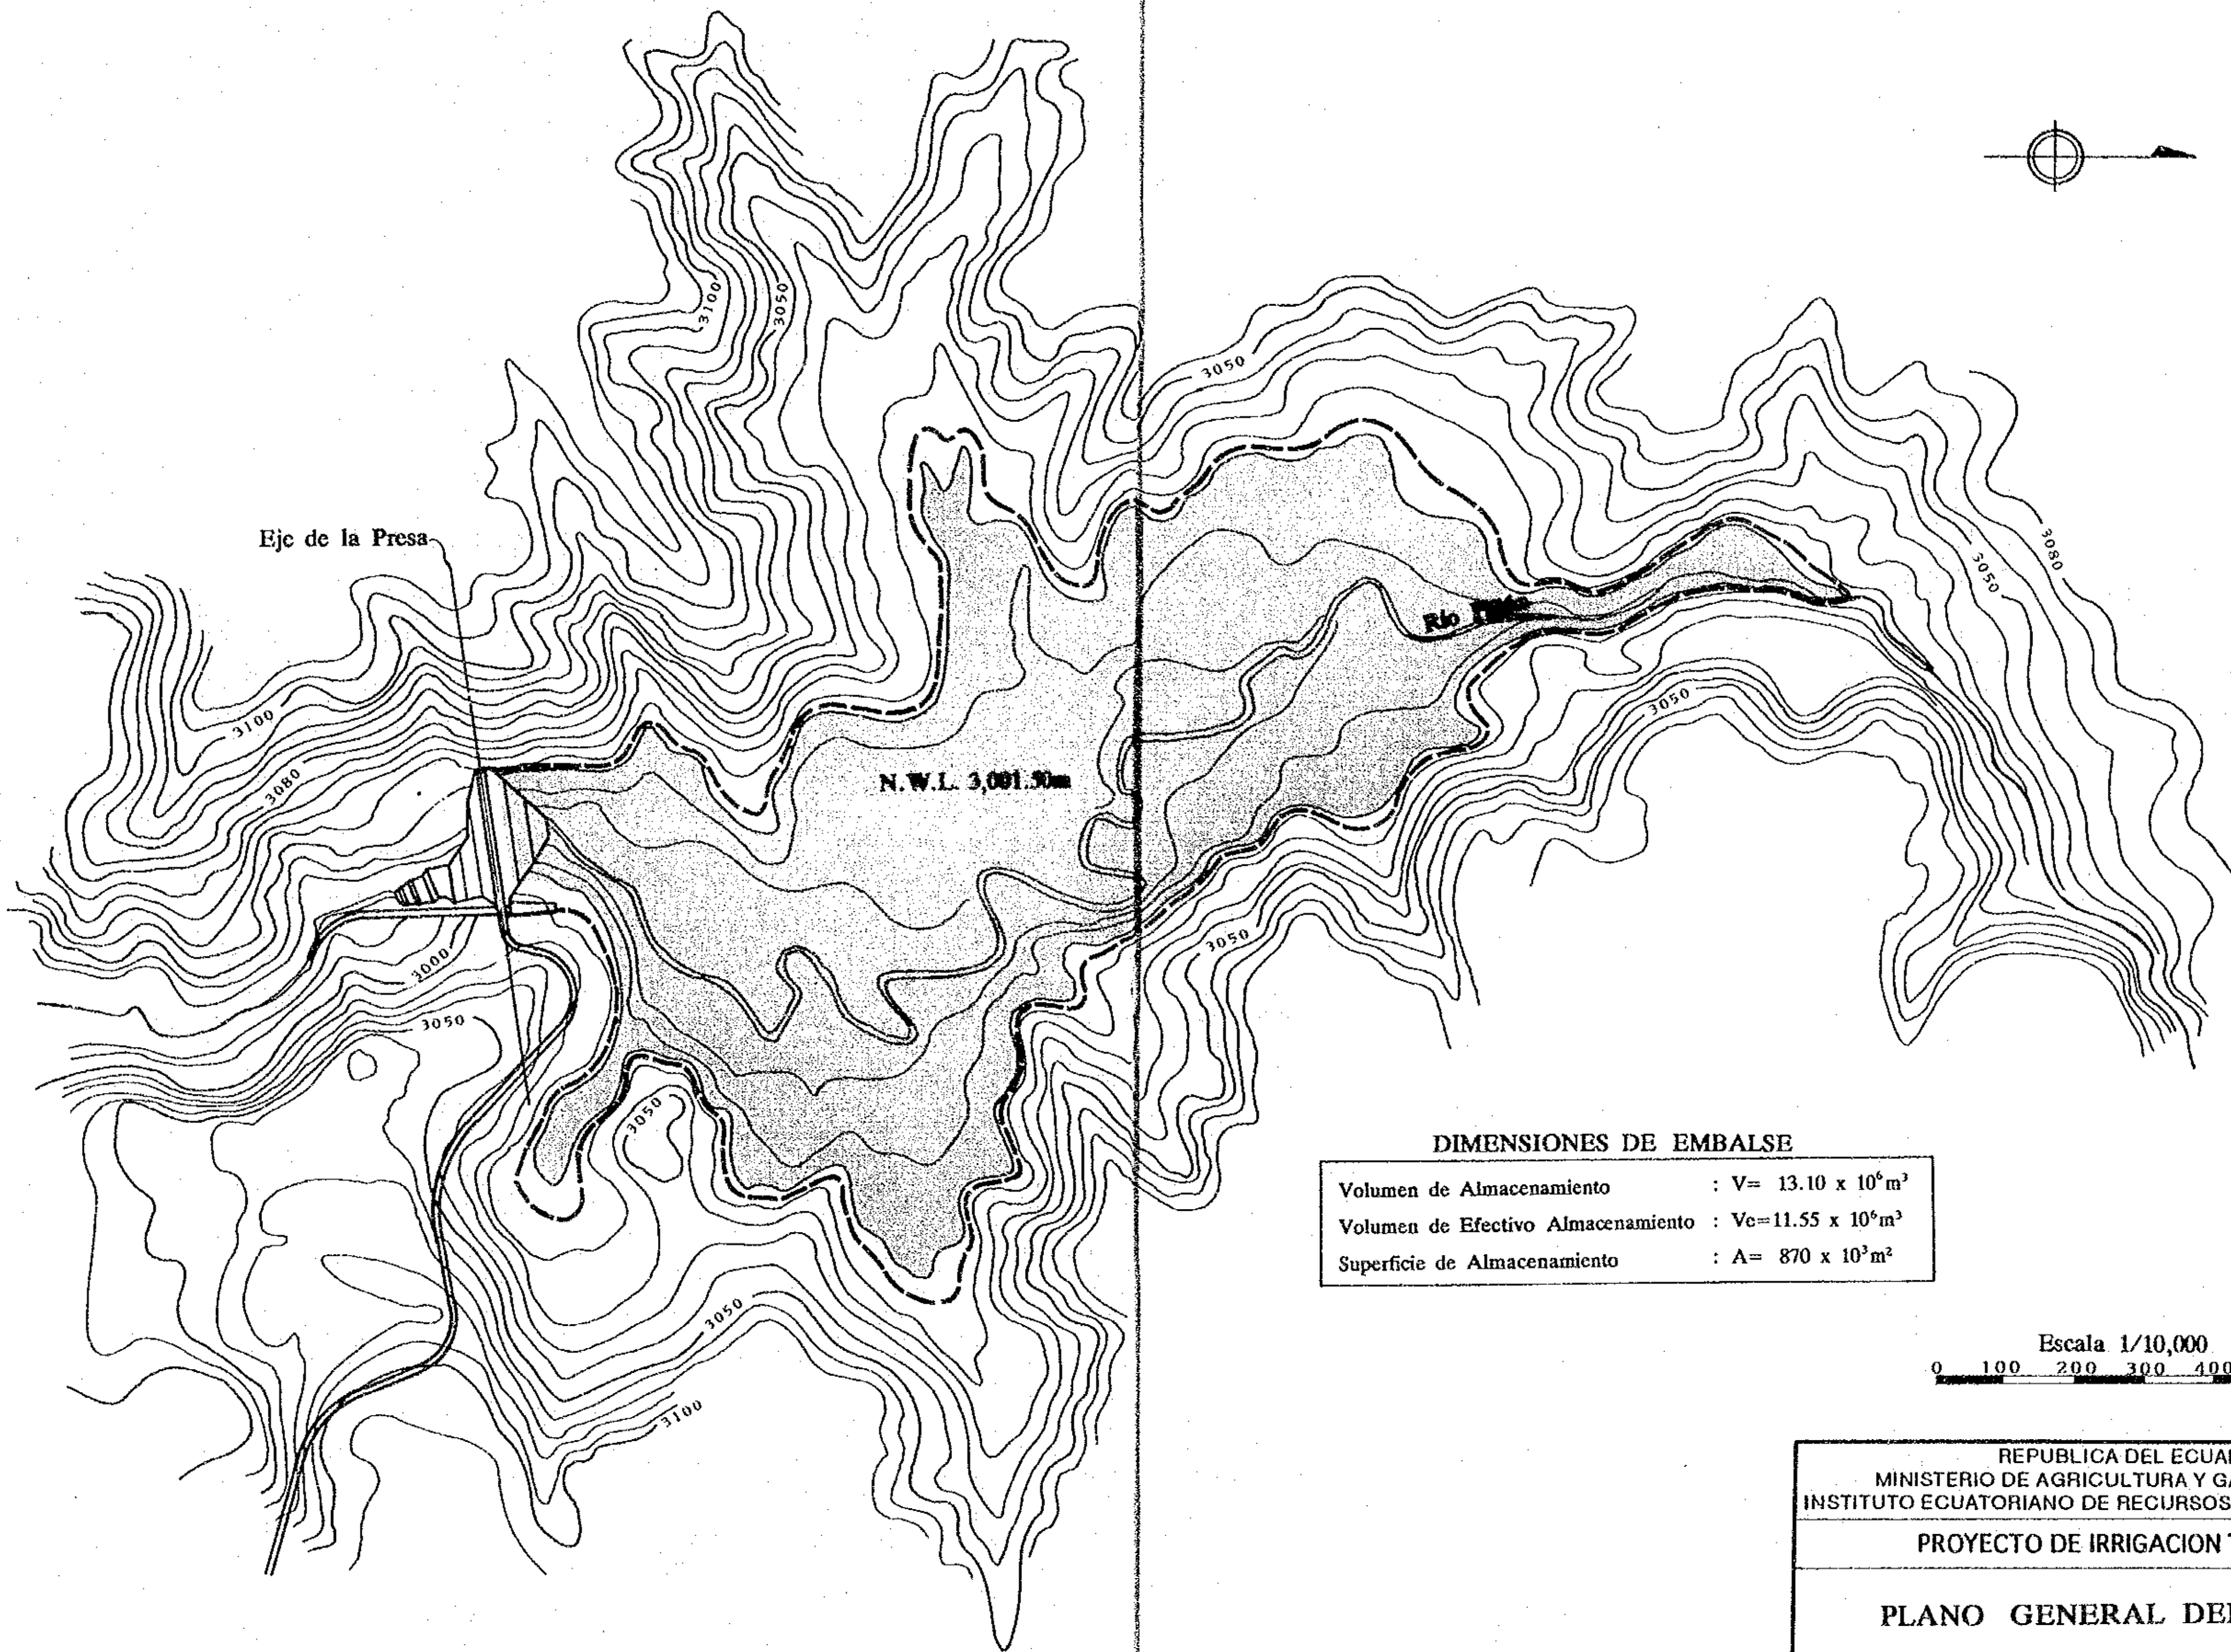 3100
3050
3050
Eje de la Presa
3080
3050
Río
3100
3080
3050
N.W.L. 3,001.50m
3050
3000
3050
3050
DIMENSIONES DE EMBALSE
Volumen de Almacenamiento : V= 13.10 x 10⁶m³
Volumen de Efectivo Almacenamiento : Ve=11.55 x 10⁶m³
Superficie de Almacenamiento : A= 870 x 10³m²
3050
3100
Escala 1/10,000
0 100 200 300 400
REPUBLICA DEL ECUA
MINISTERIO DE AGRICULTURA Y GA
INSTITUTO ECUATORIANO DE RECURSOS
PROYECTO DE IRRIGACION
PLANO GENERAL DE